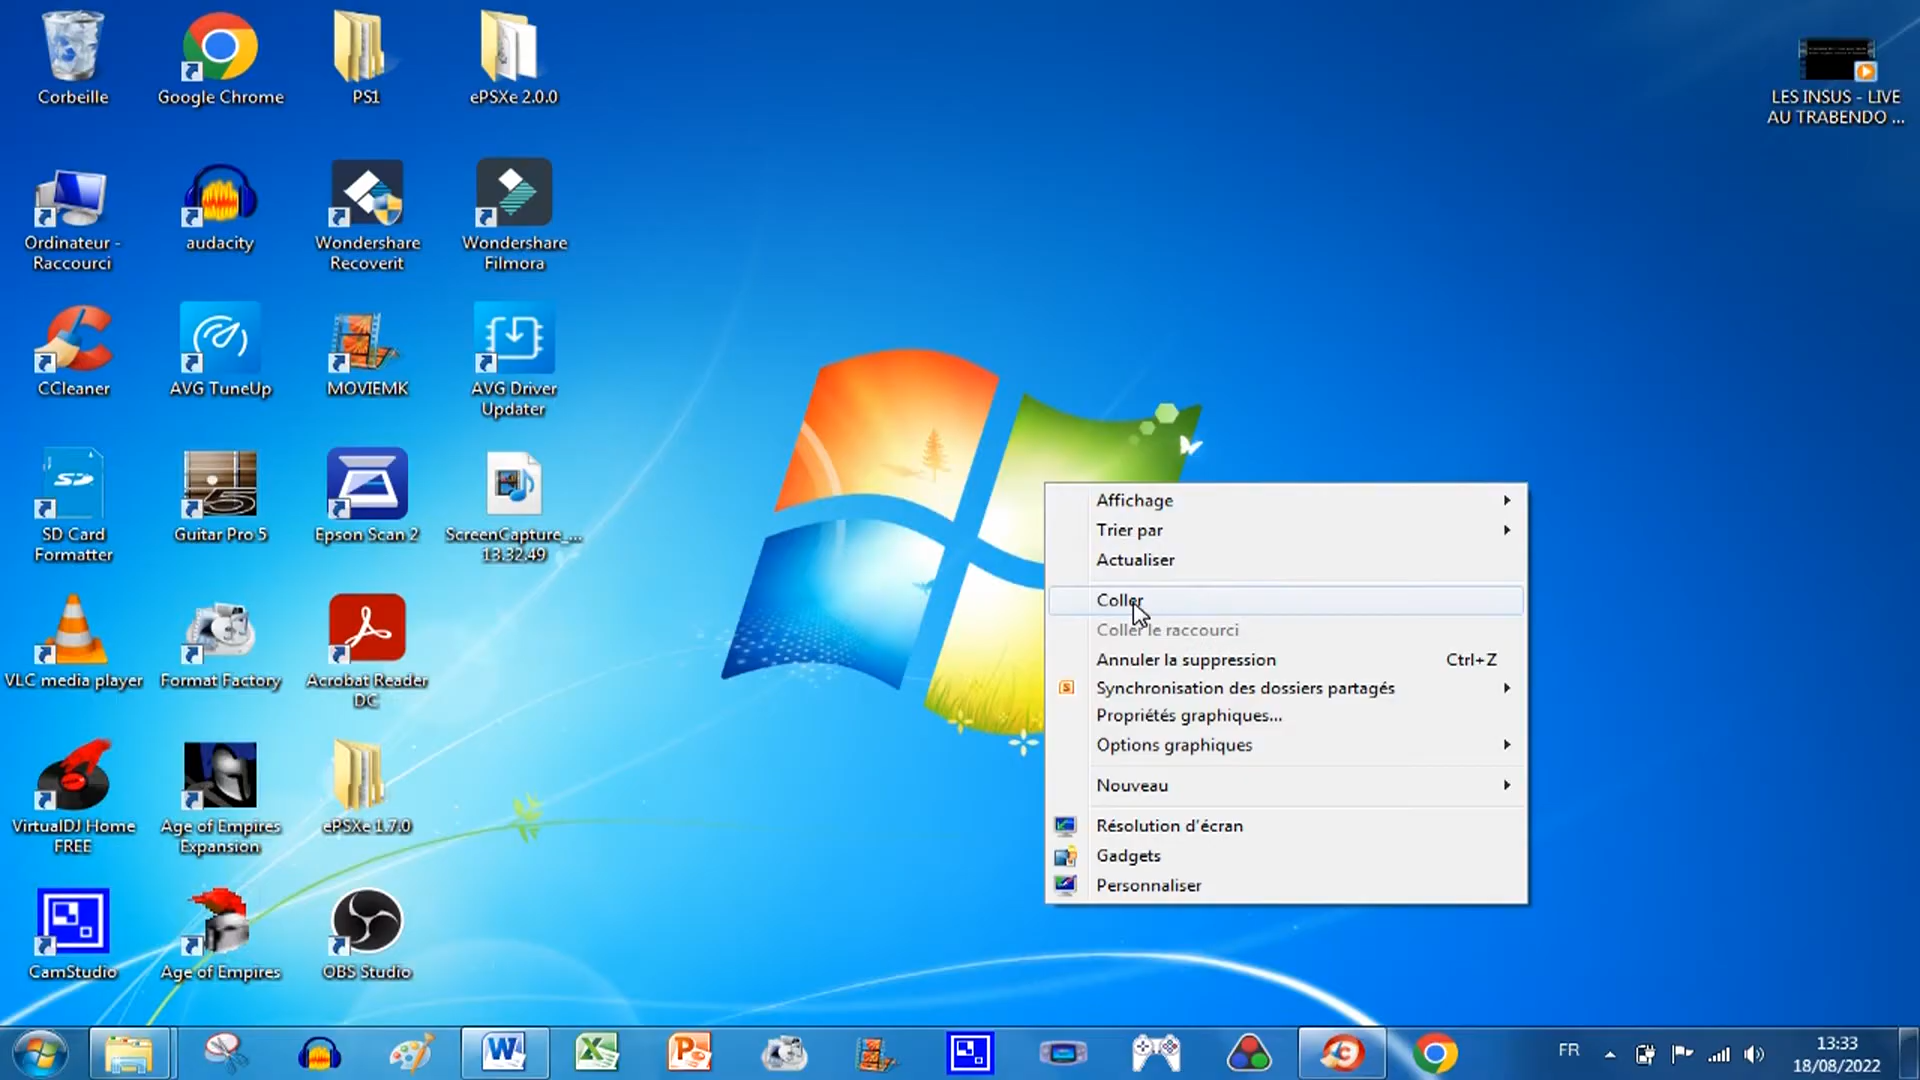 Corbeille
Google Chrome
PS1
ePSXe 2.0.0
LES INSUS - LIVE
AU TRABENDO ...
Ordinateur -
Raccourci
audacity
Wondershare
Recoverit
Wondershare
Filmora
CCleaner
AVG TuneUp
MOVIEMK
AVG Driver
Updater
SD Card
Formatter
Guitar Pro 5
Epson Scan 2
ScreenCapture_...
13.32.49
VLC media player
Format Factory
Acrobat Reader
DC
VirtualDJ Home
FREE
Age of Empires
Expansion
ePSXe 1.7.0
CamStudio
Age of Empires
OBS Studio
Affichage
Trier par
Actualiser
Coller
Coller le raccourci
Annuler la suppression Ctrl+Z
Synchronisation des dossiers partagés
Propriétés graphiques...
Options graphiques
Nouveau
Résolution d'écran
Gadgets
Personnaliser
FR
13:33
18/08/2022